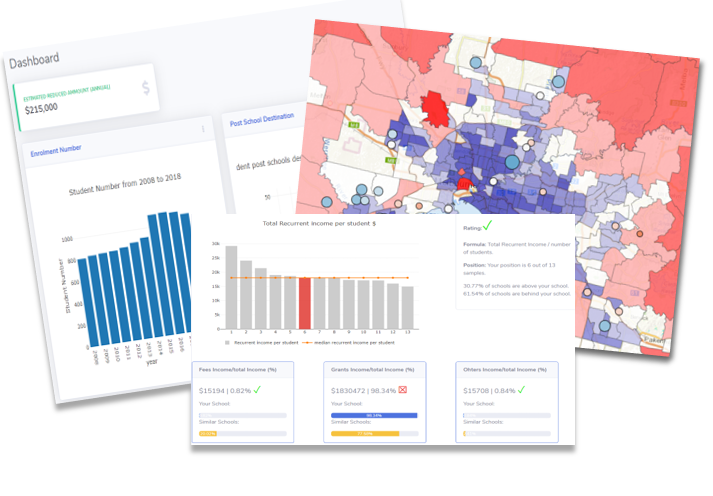 Dashboard
ESTIMATED REDUCED AMOUNT (ANNUAL)
$215,000
$
Enrolment Number
Student Number from 2008 to 2018
Student Number
1000
800
600
400
200
0
2008
2009
2010
2011
2012
2013
2014
2015
year
Post School Destination
dent post schools des
50
Total Recurrent Income per student $
30k
25k
20k
15k
10k
5k
0
1 2 3 4 5 6 7 8 9 10 11 12 13
Recurrent income per student
median recurrent income per student
Rating:
Formula: Total Recurrent Income / number
of students
Position: Your position is 6 out of 13
samples.
30.77% of schools are above your school.
61.54% of schools are behind your school.
Fees Income/total Income (%)
$15194 | 0.82%
Your School:
Similar Schools:
Grants Income/total Income (%)
$1830472 | 98.34%
Your School:
98.34%
Similar Schools:
Others Income/total Income (%)
$15708 | 0.84%
Your School:
Similar Schools: